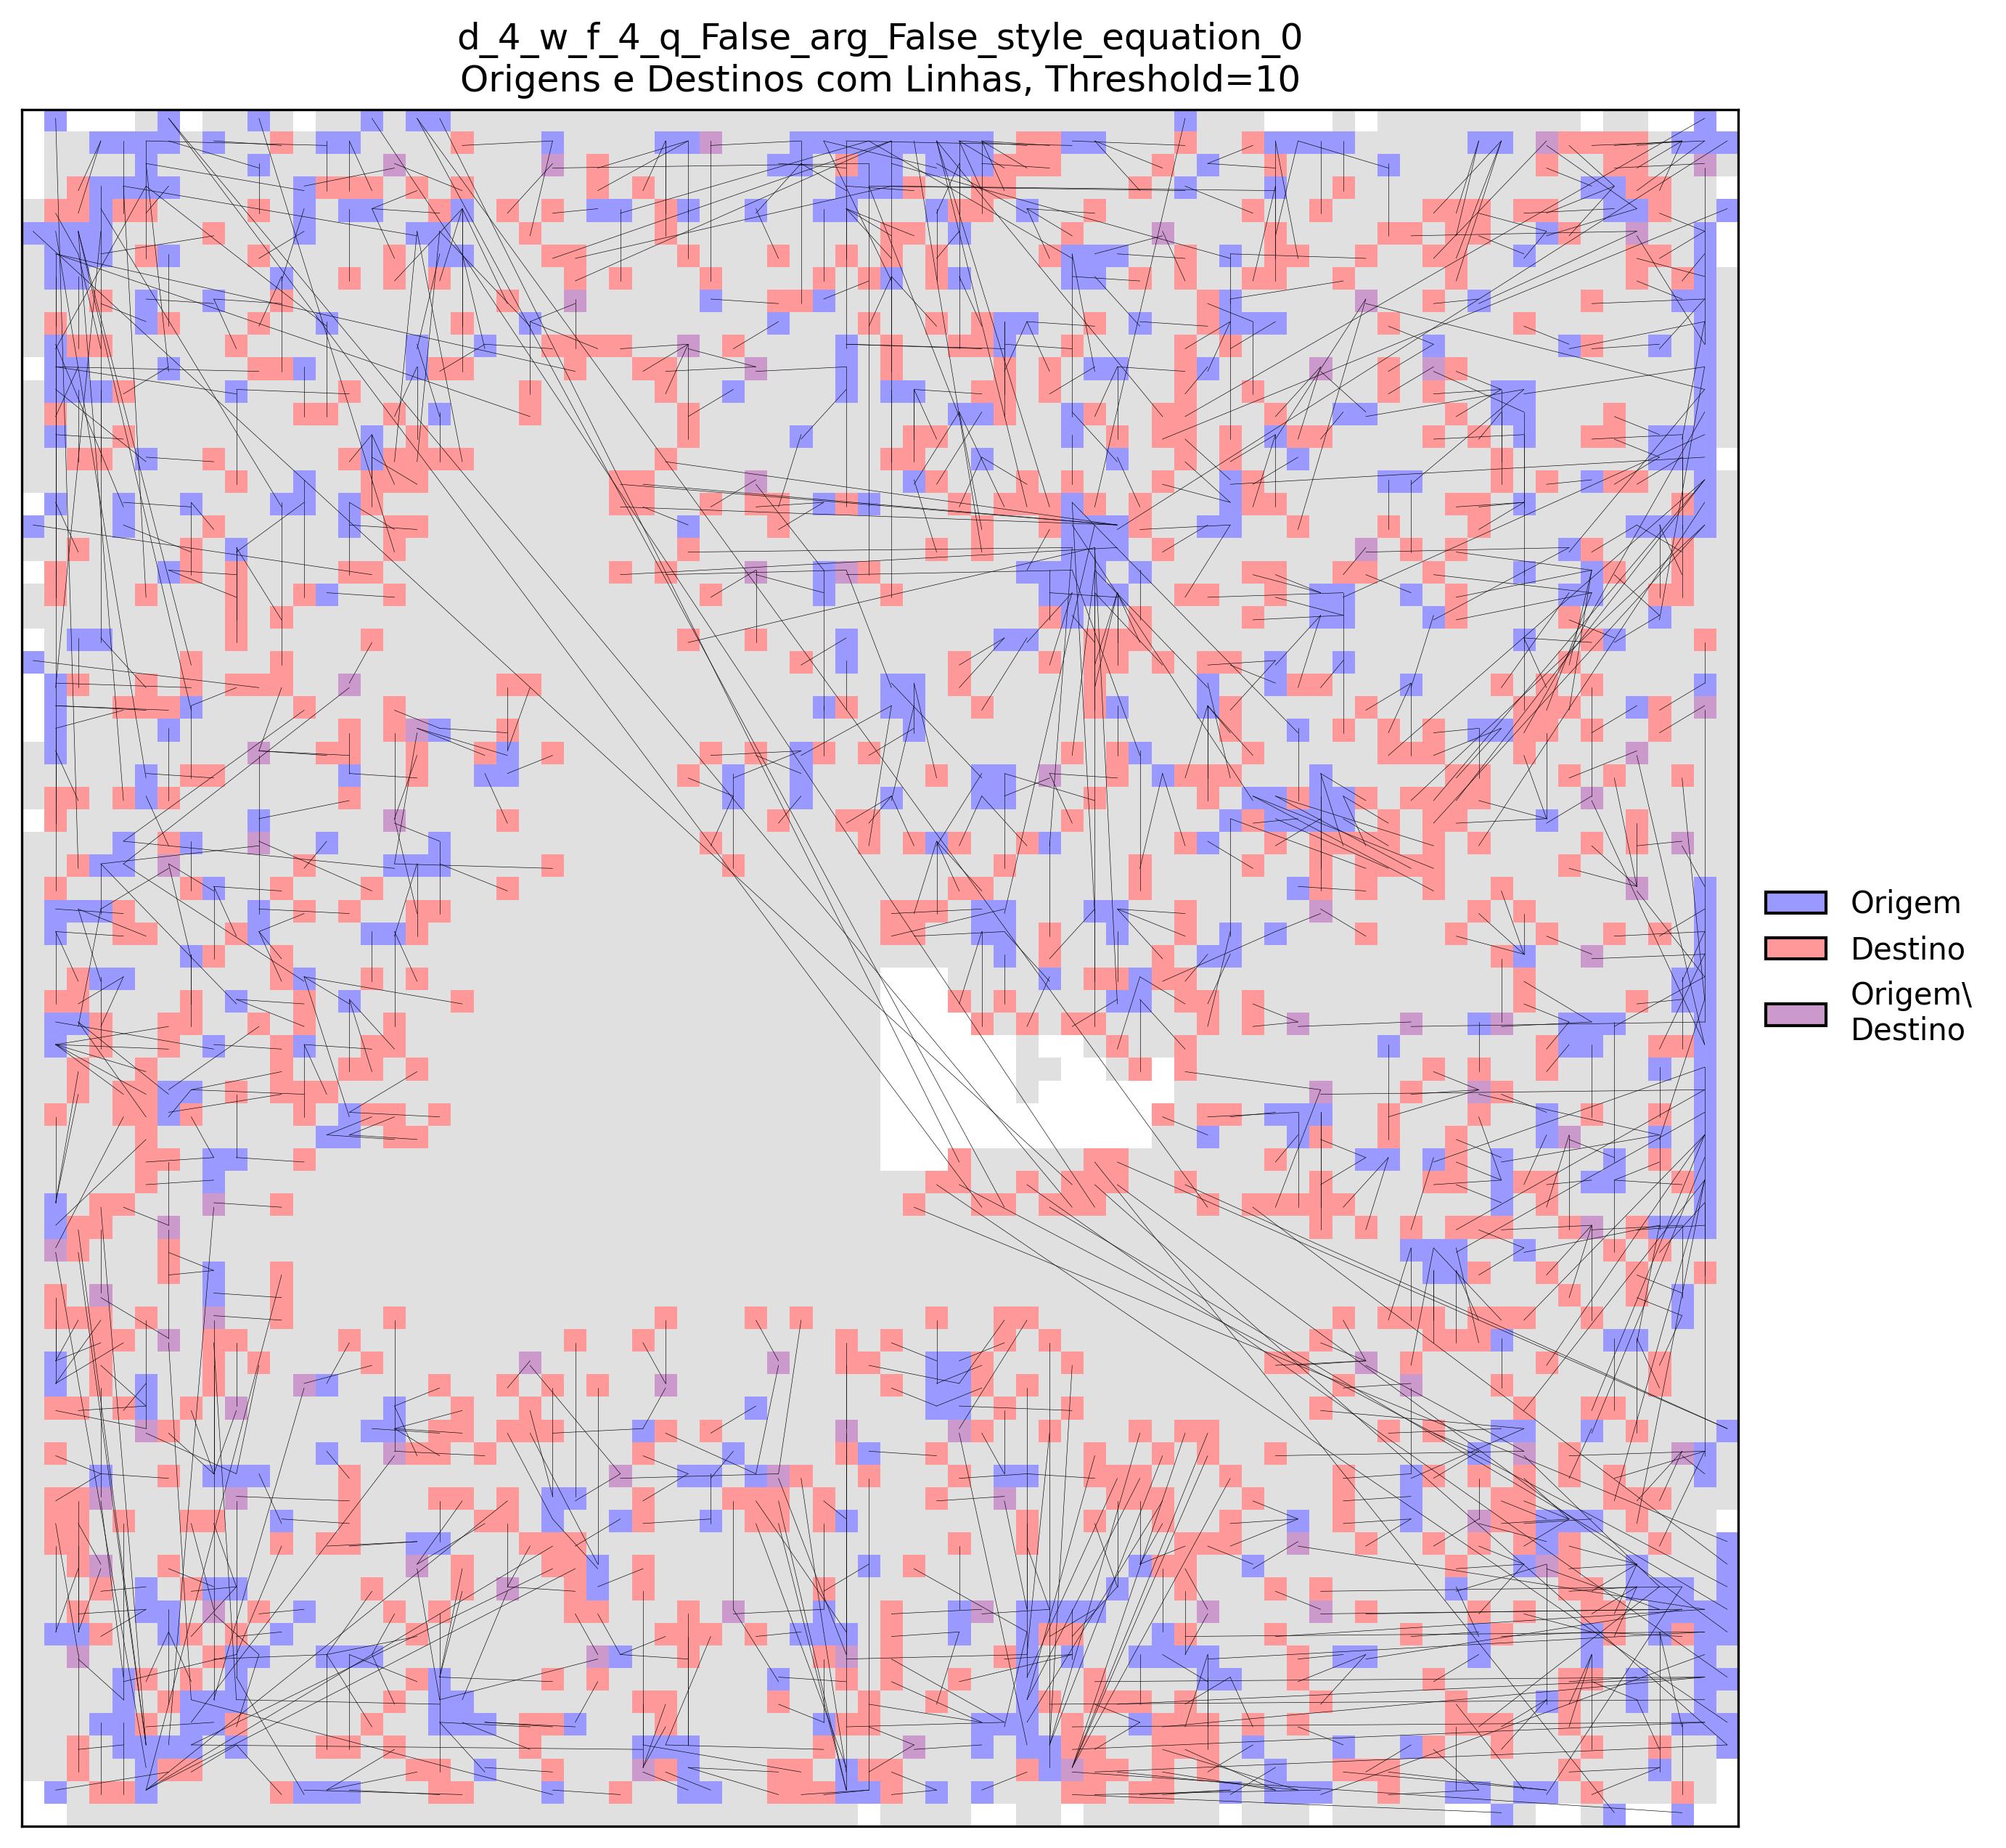 d_4_w_f_4_q_False_arg_False_style_equation_0
Origens e Destinos com Linhas, Threshold=10
Origem
Destino
Origem\
Destino